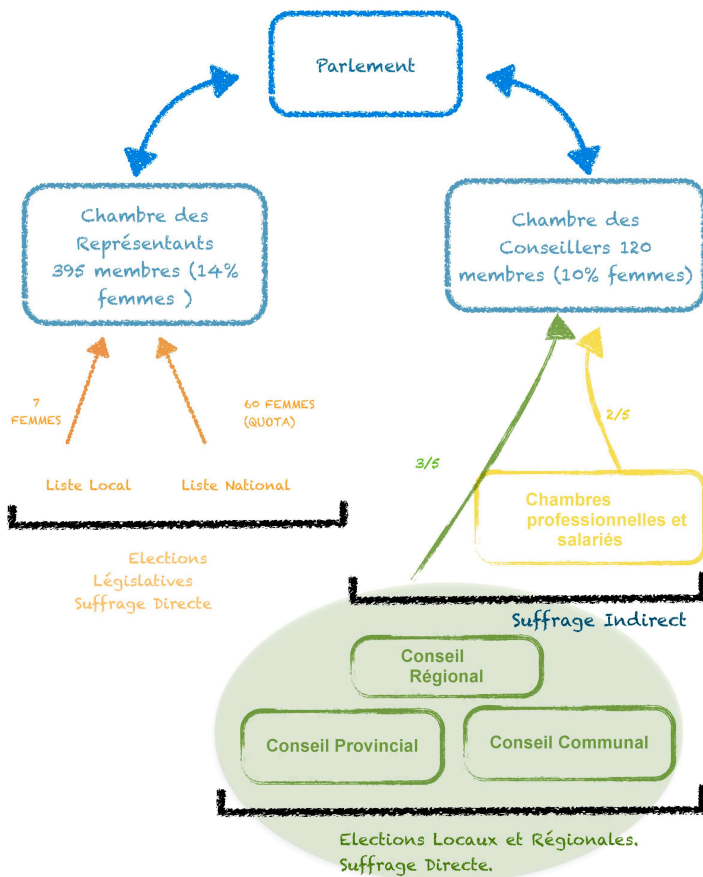 Parlement
Chambre des
Représentants
395 membres (14%
femmes )
Chambre des
Conseillers 120
membres (10% femmes)
7
FEMMES
60 FEMMES
(QUOTA)
Liste Local
Liste National
Elections
Législatives
Suffrage Directe
3/5
2/5
Chambres
professionnelles et
salariés
Suffrage Indirect
Conseil
Régional
Conseil Provincial
Conseil Communal
Elections Locaux et Régionales.
Suffrage Directe.